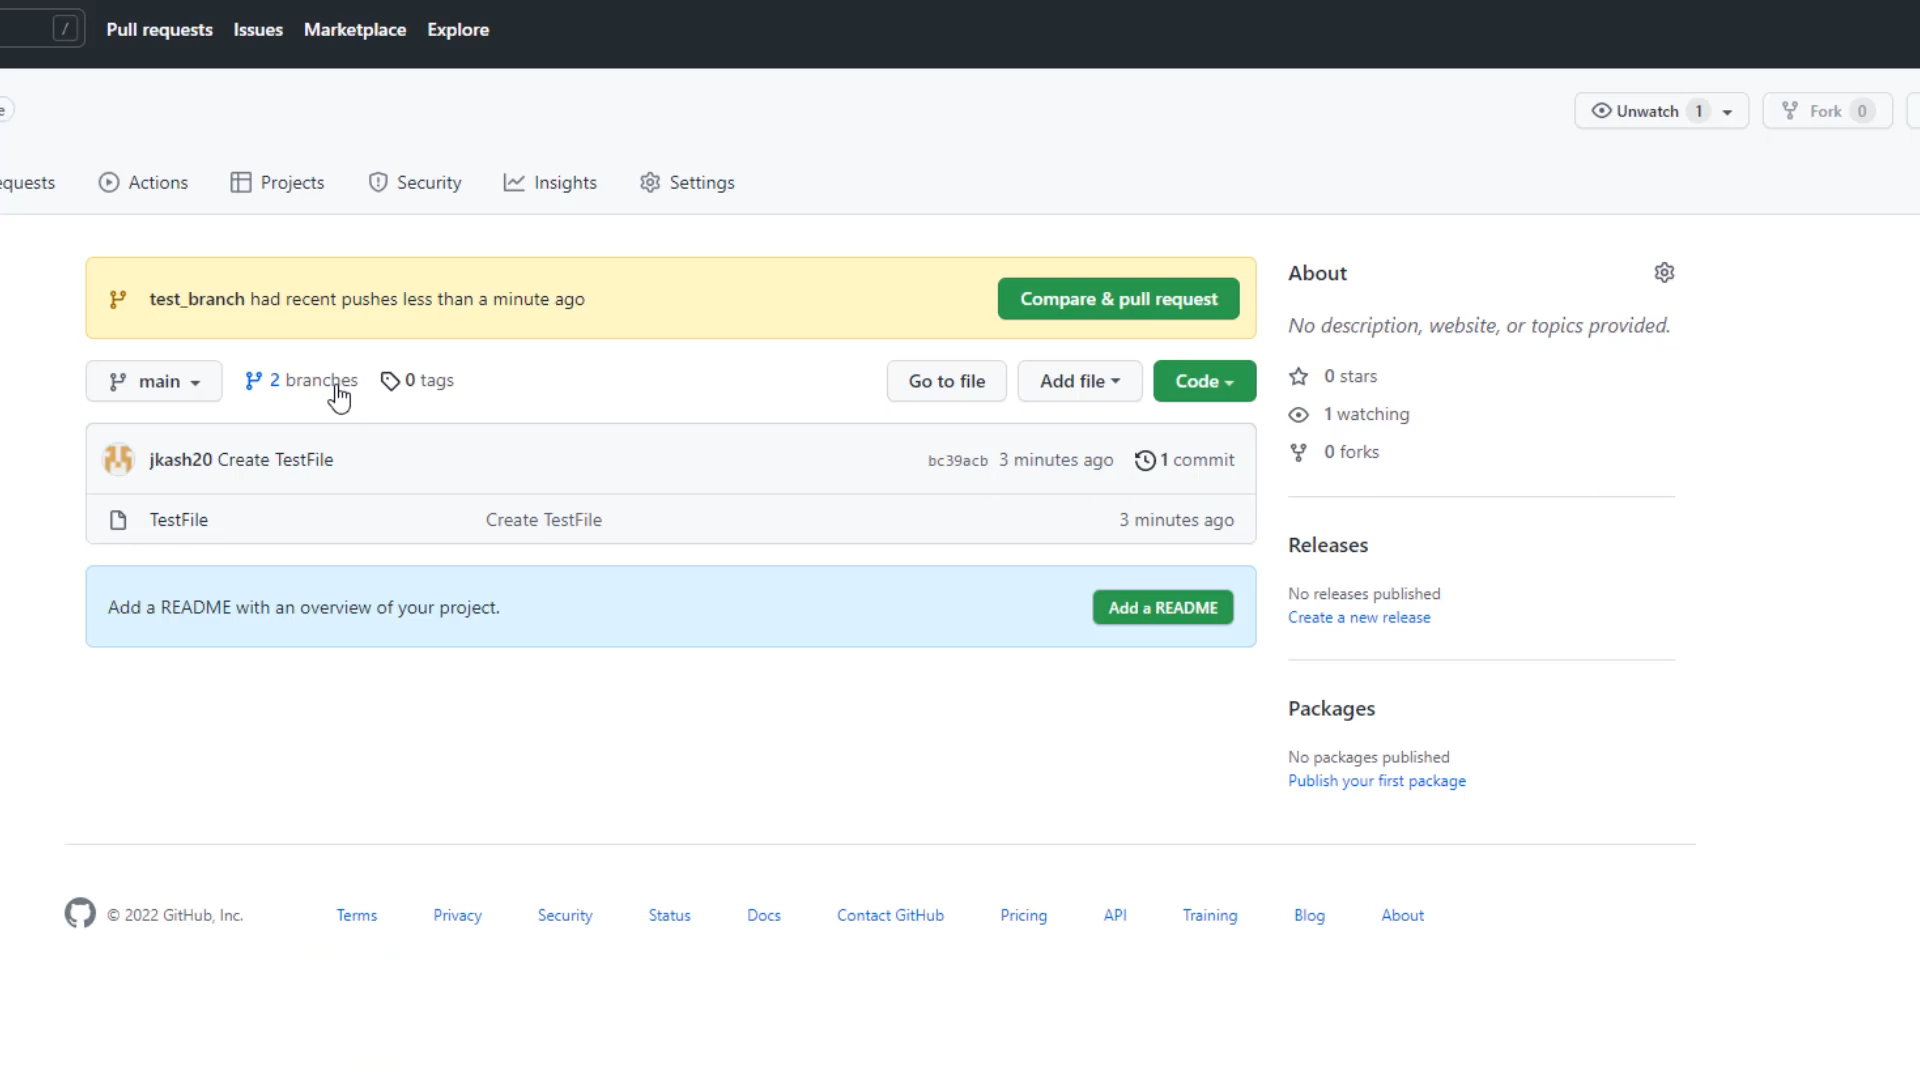 / Pull requests Issues Marketplace Explore
e Unwatch 1 Fork 0
equests Actions Projects Security Insights Settings
test_branch had recent pushes less than a minute ago Compare & pull request
main 2 branches 0 tags Go to file Add file Code
jkash20 Create TestFile bc39acb 3 minutes ago 1 commit
TestFile Create TestFile 3 minutes ago
Add a README with an overview of your project. Add a README
About
No description, website, or topics provided.
0 stars
1 watching
0 forks
Releases
No releases published
Create a new release
Packages
No packages published
Publish your first package
© 2022 GitHub, Inc. Terms Privacy Security Status Docs Contact GitHub Pricing API Training Blog About